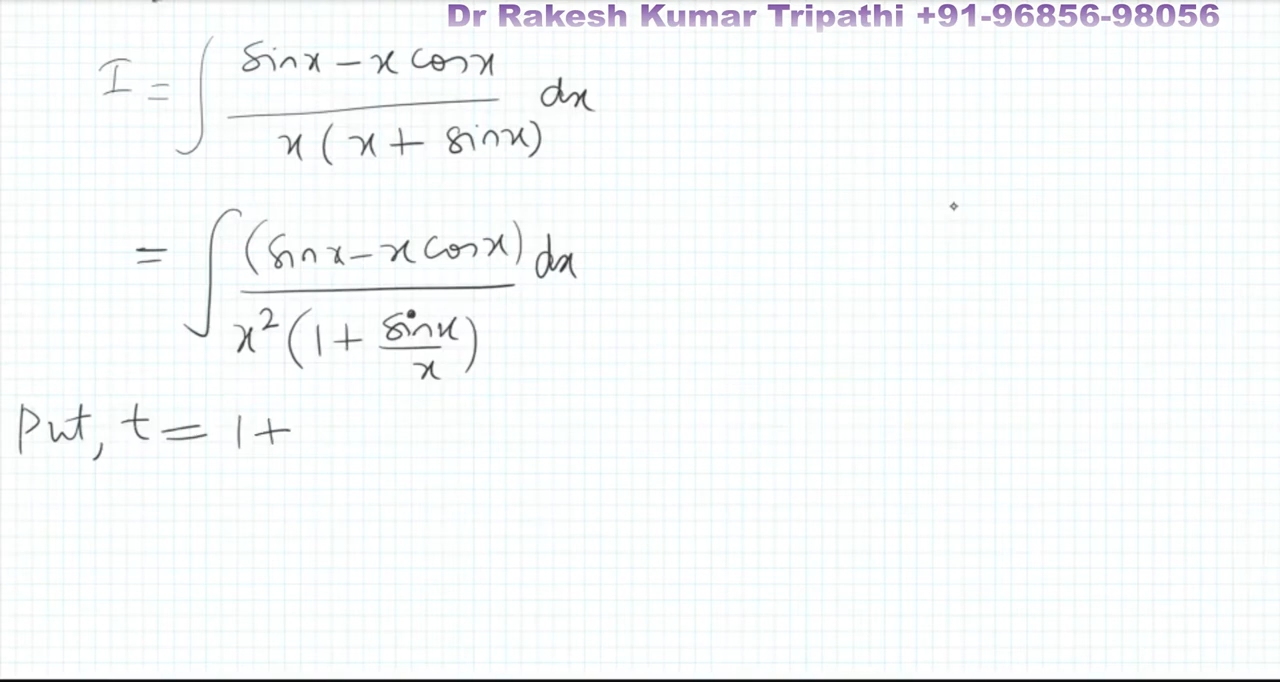 Dr Rakesh Kumar Tripathi +91-96856-98056
I = ∫ (sinx - x cosx) / (x(x + sinx)) dx
= ∫ (sinx - x cosx) dx / (x²(1 + sinx/x))
Put, t = 1+